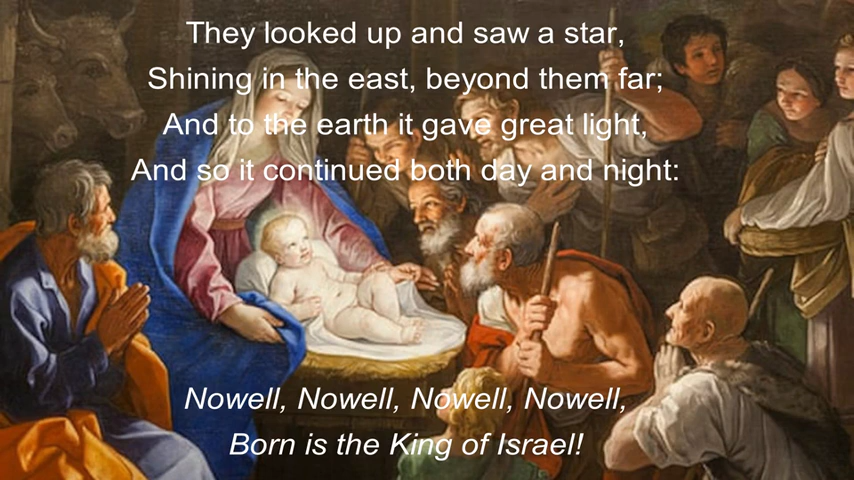 They looked up and saw a star,
Shining in the east, beyond them far;
And to the earth it gave great light,
And so it continued both day and night:
Nowell, Nowell, Nowell, Nowell,
Born is the King of Israel!